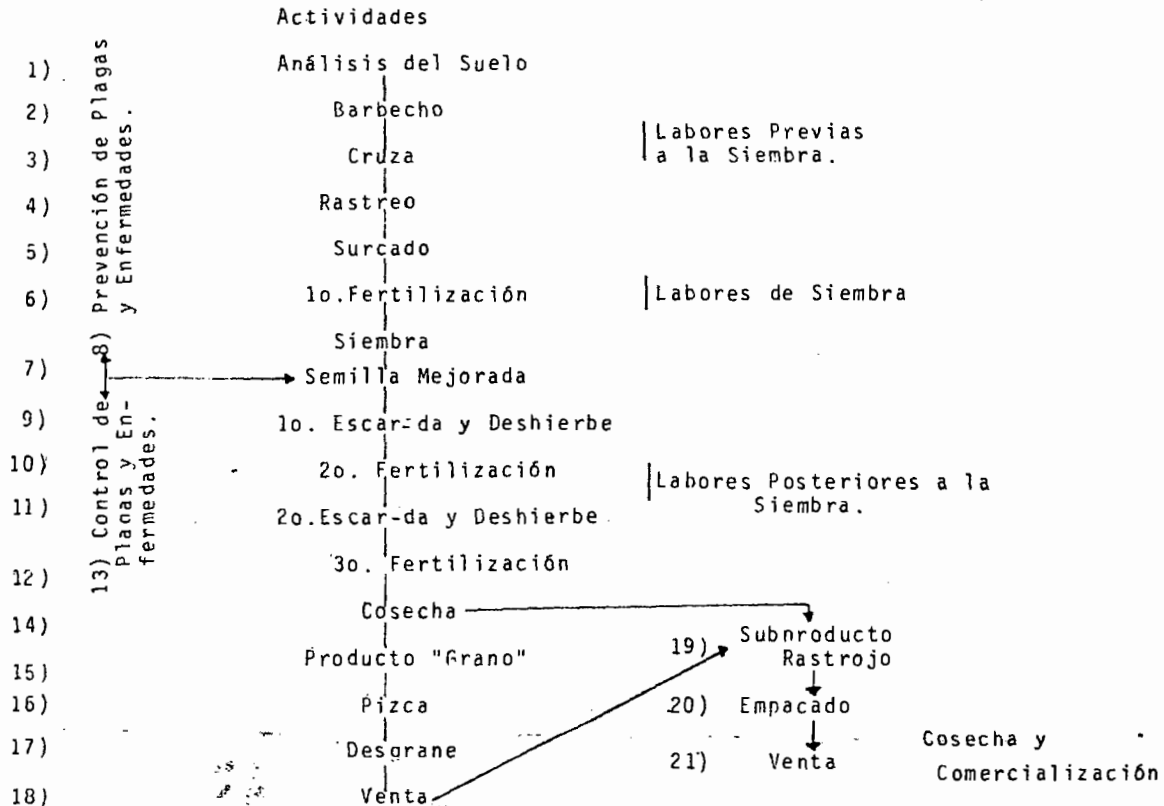 Actividades
1) Análisis del Suelo
2) Barbecho
3) Cruza
Labores Previas
a la Siembra.
4) Rastreo
5) Surcado
6) 1o.Fertilización
Labores de Siembra
Siembra
7) Semilla Mejorada
8) Prevención de Plagas
y Enfermedades.
9) 1o. Escar-da y Deshierbe
10) 2o. Fertilización
Labores Posteriores a la
Siembra.
11) 2o.Escar-da y Deshierbe
12) 3o. Fertilización
13) Control de
Planas y En-
fermedades.
14) Cosecha
15) Producto "Grano"
16) Pizca
17) Desgrane
18) Venta
19) Subproducto
Rastrojo
20) Empacado
21) Venta
Cosecha y
Comercialización